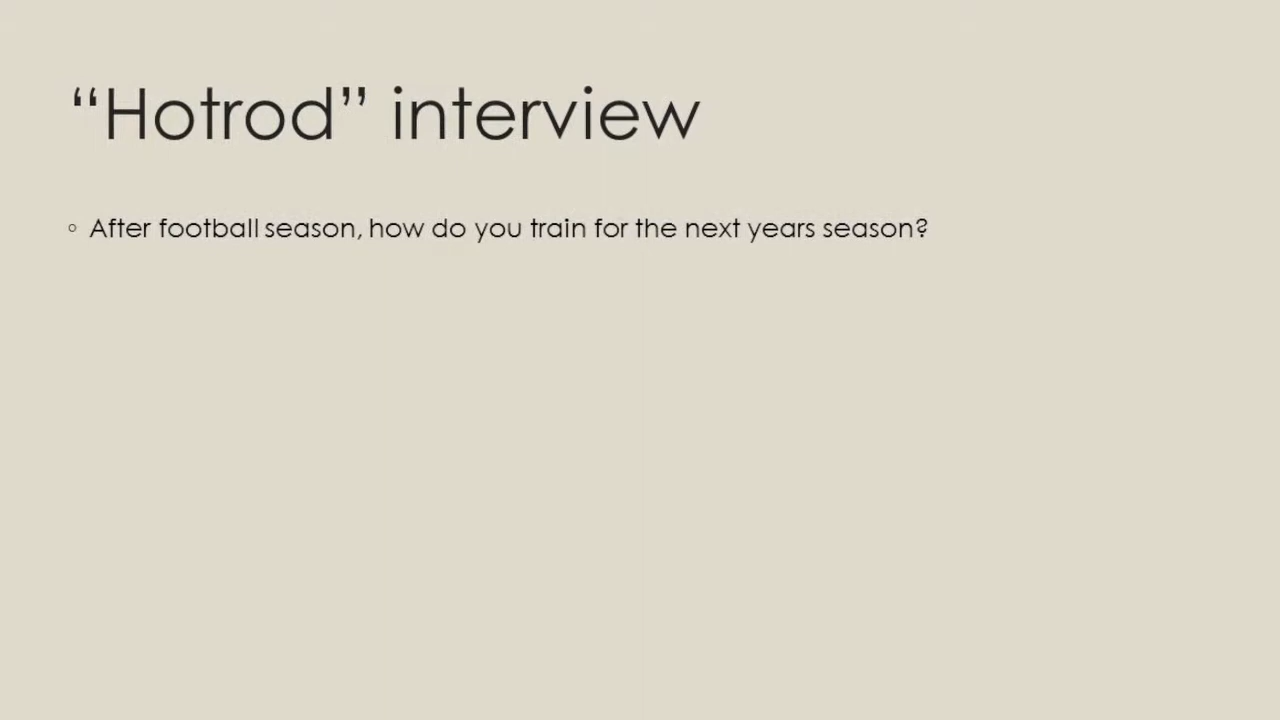 “Hotrod” interview
◦ After football season, how do you train for the next years season?